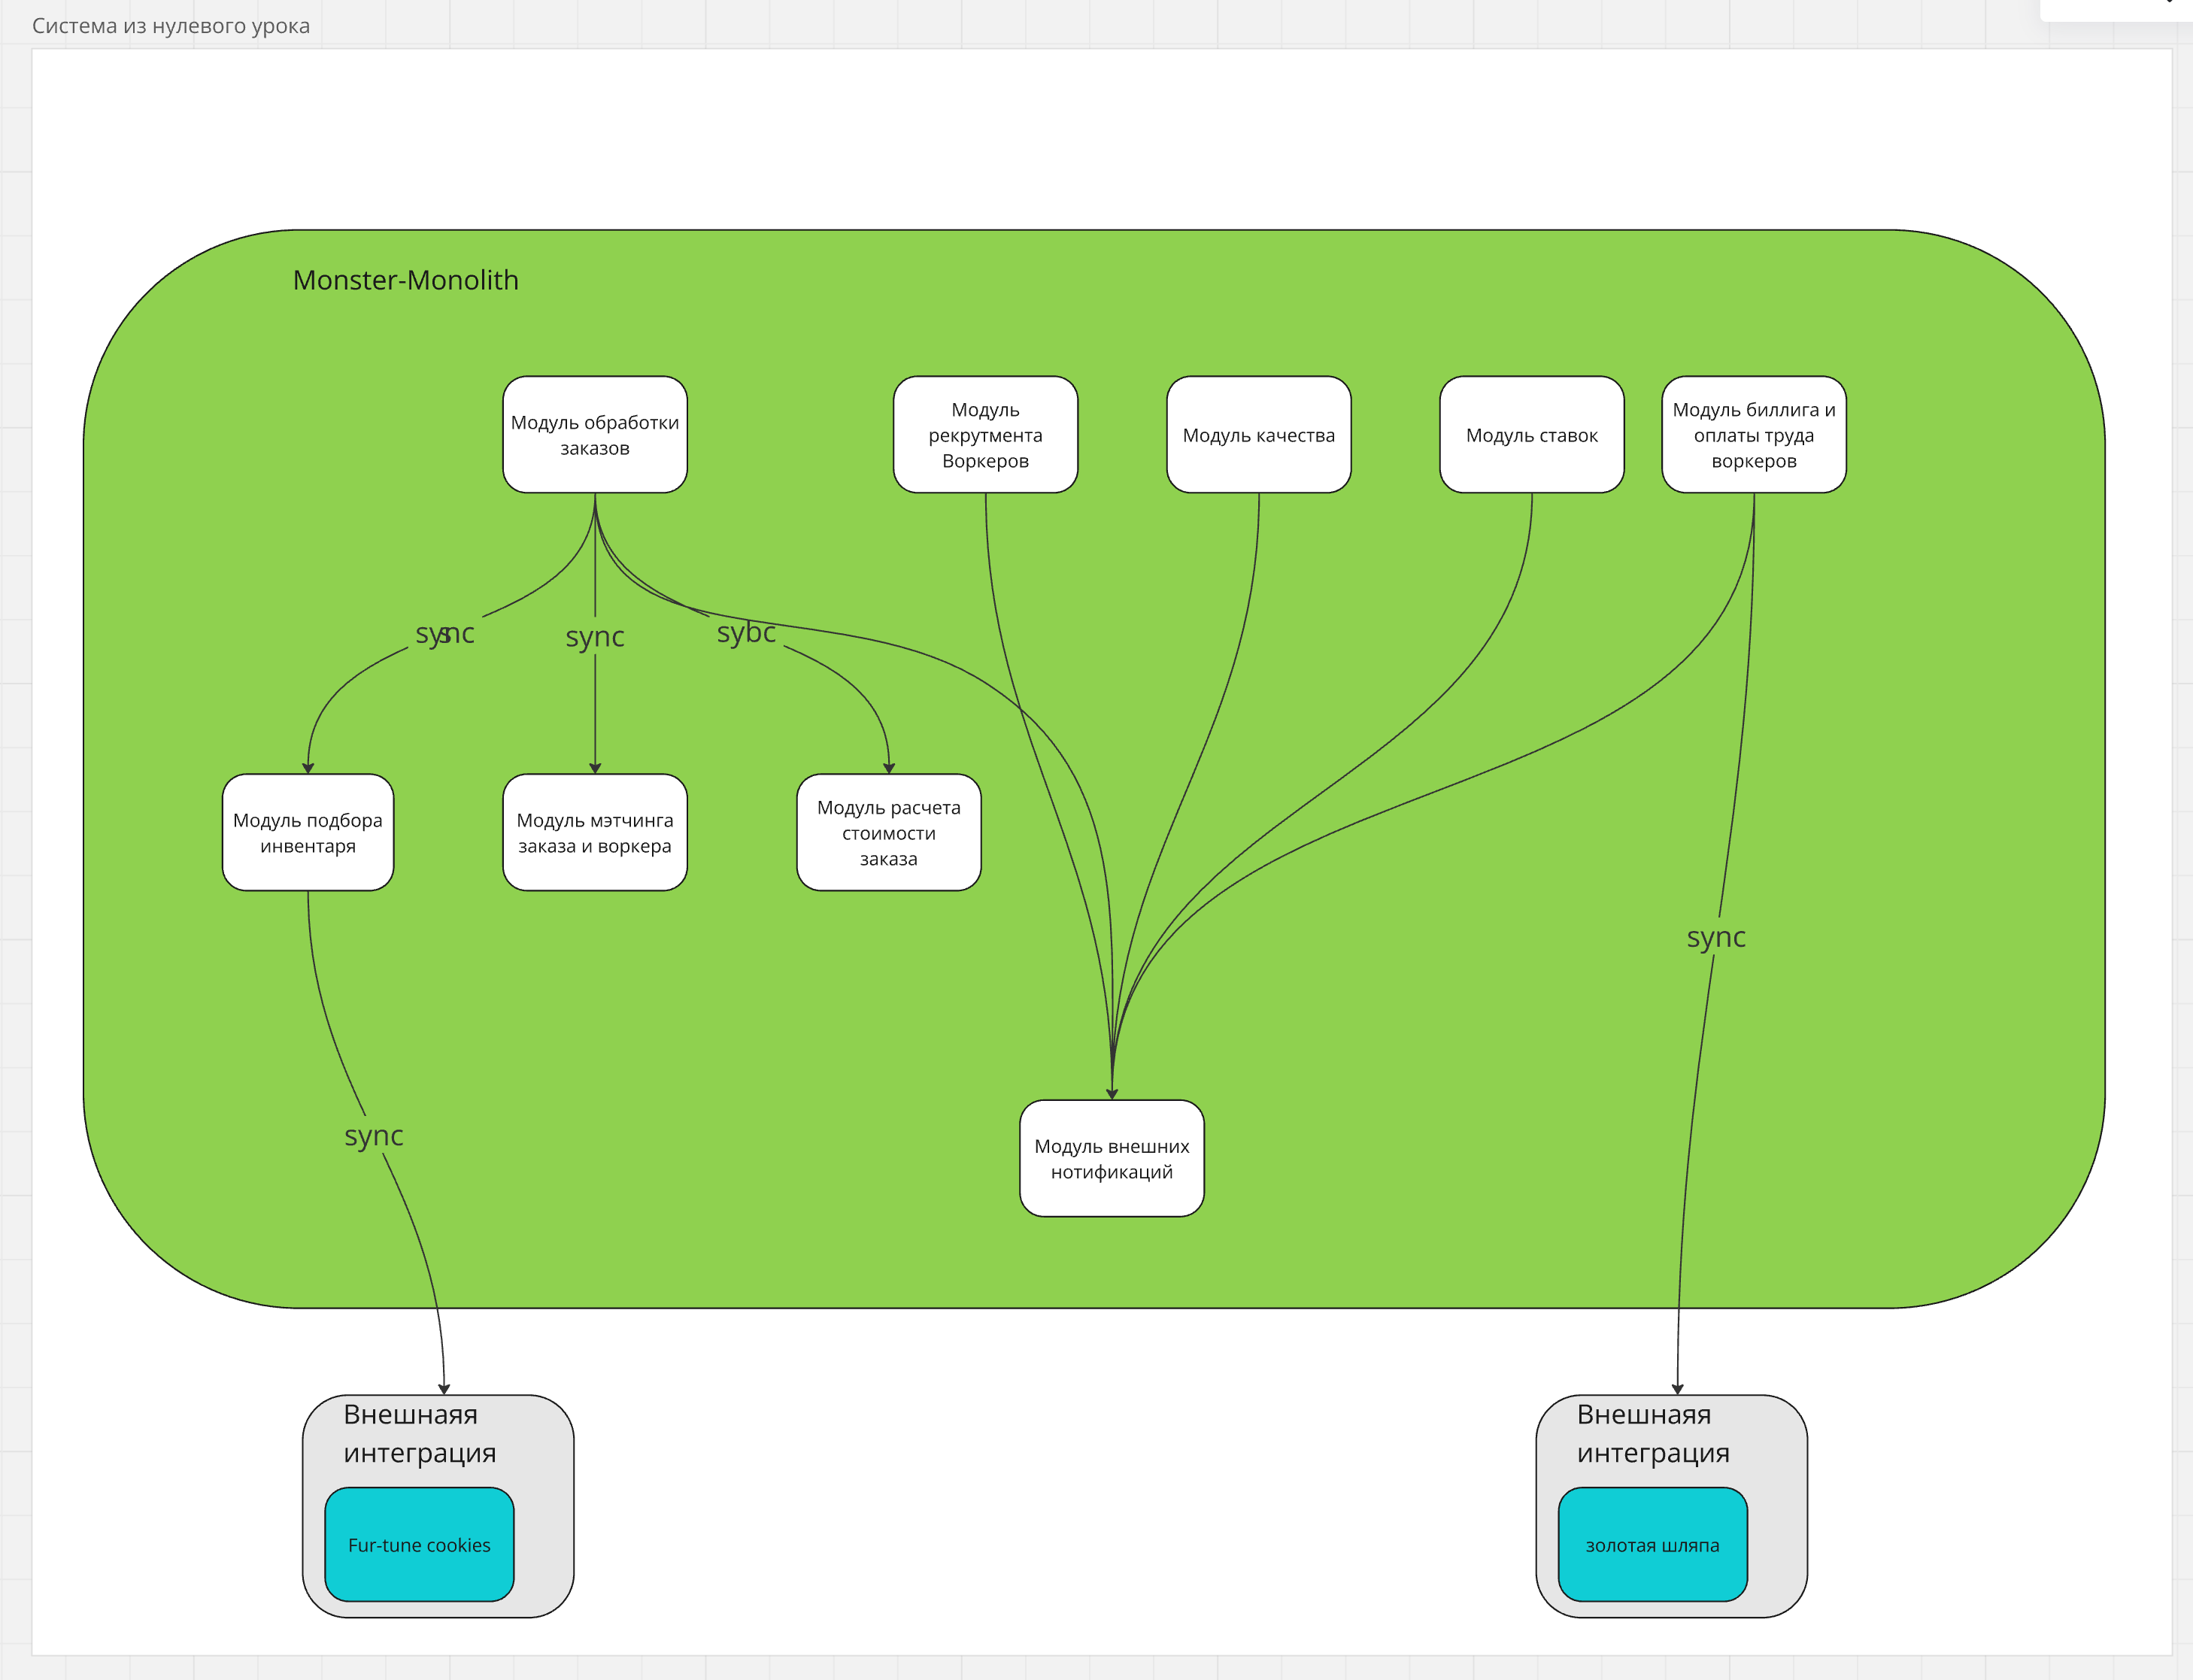 Система из нулевого урока
Monster-Monolith
Модуль обработки
заказов
Модуль
рекрутмента
Воркеров
Модуль качества
Модуль ставок
Модуль биллига и
оплаты труда
воркеров
sync
s
sync
sybc
Модуль подбора
инвентаря
Модуль мэтчинга
заказа и воркера
Модуль расчета
стоимости
заказа
sync
sync
Модуль внешних
нотификаций
Внешнаяя
интеграция
Fur-tune cookies
Внешнаяя
интеграция
золотая шляпа